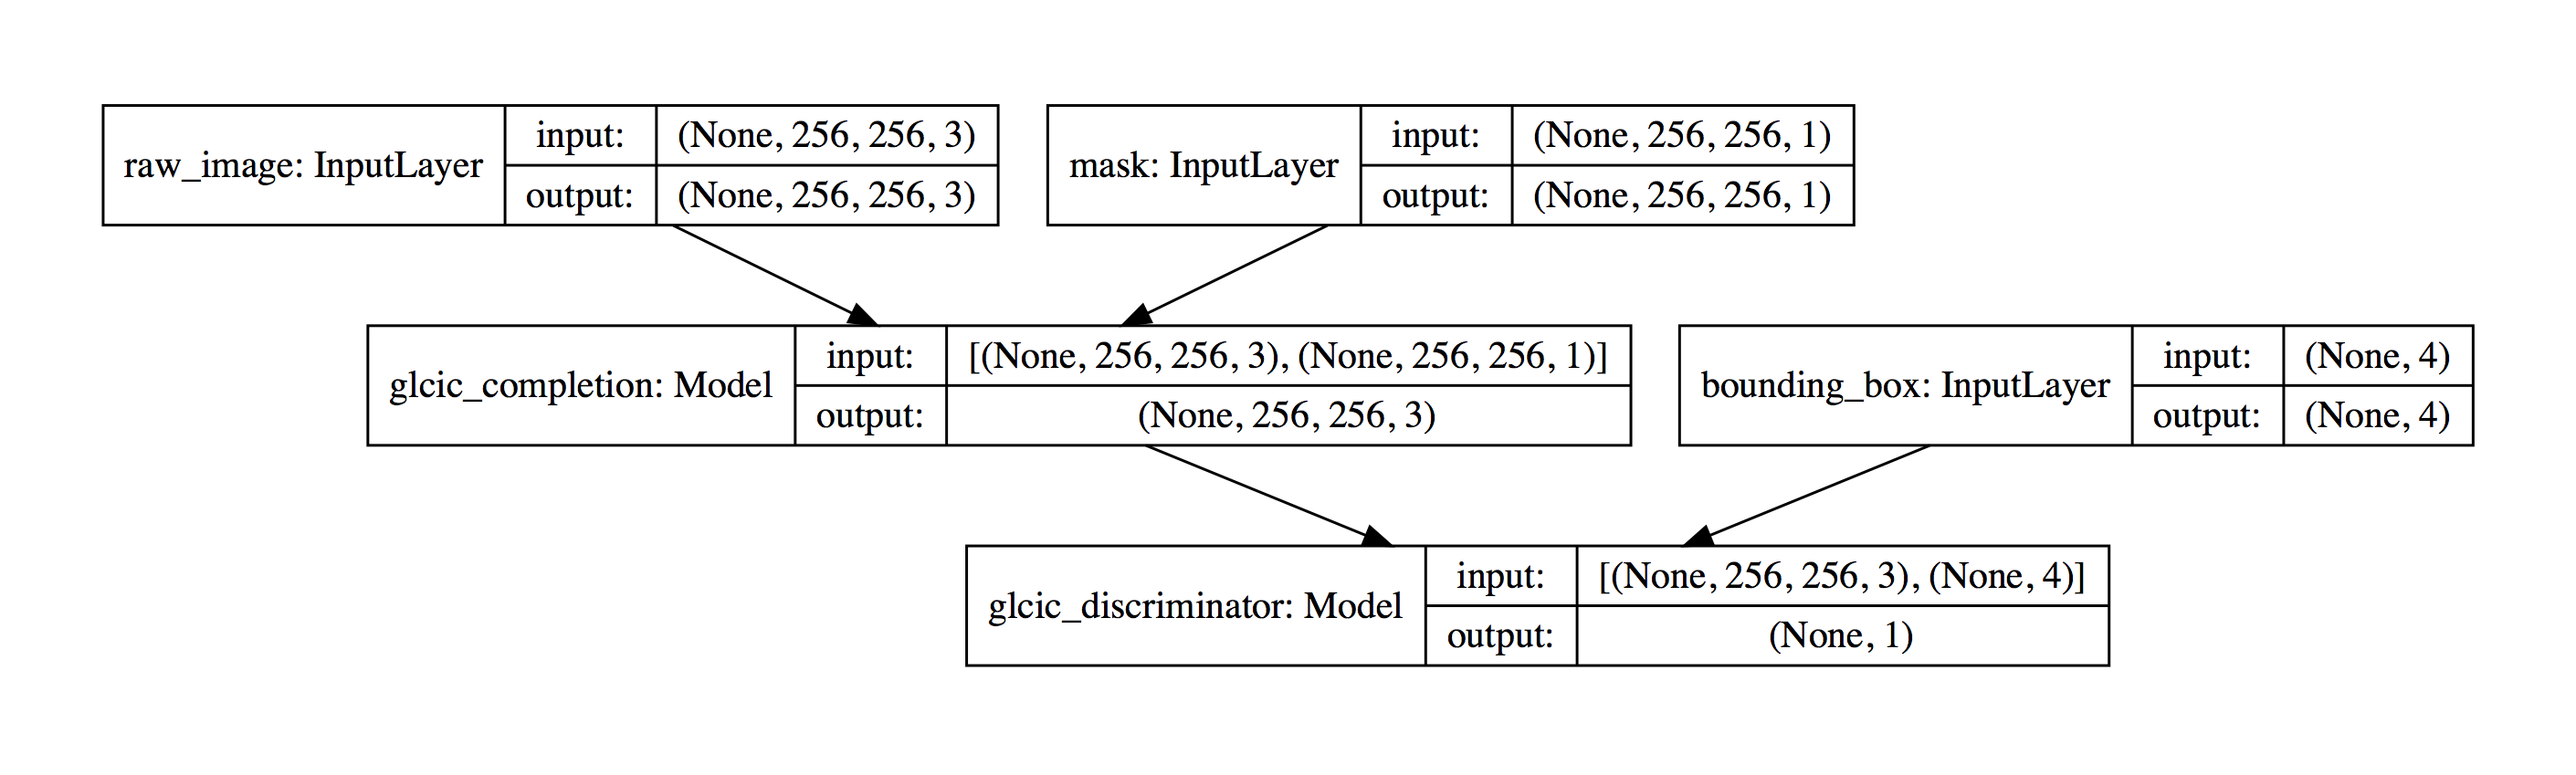 raw_image: InputLayer
input:
(None, 256, 256, 3)
output:
(None, 256, 256, 3)
mask: InputLayer
input:
(None, 256, 256, 1)
output:
(None, 256, 256, 1)
glcic_completion: Model
input:
[(None, 256, 256, 3), (None, 256, 256, 1)]
output:
(None, 256, 256, 3)
bounding_box: InputLayer
input:
(None, 4)
output:
(None, 4)
glcic_discriminator: Model
input:
[(None, 256, 256, 3), (None, 4)]
output:
(None, 1)